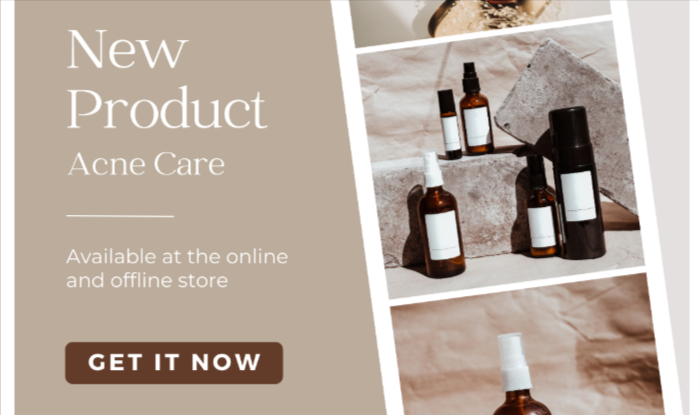 New
Product
Acne Care
Available at the online
and offline store
GET IT NOW